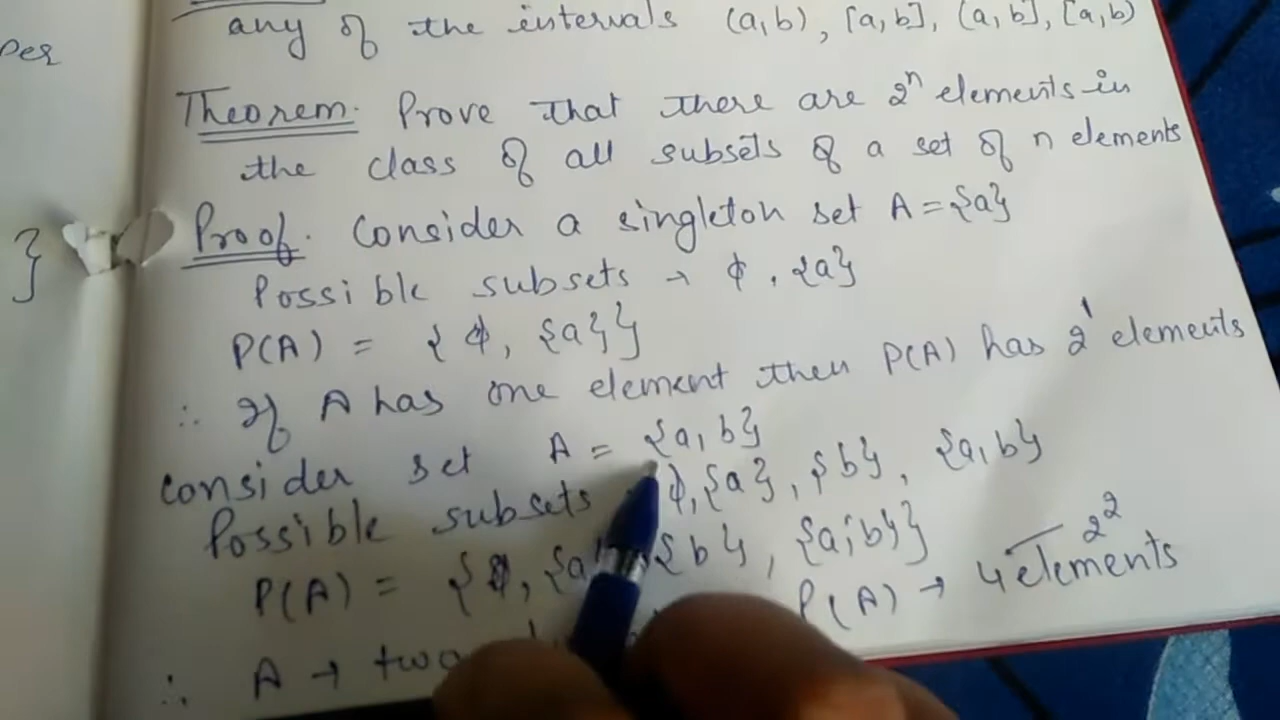 any of the intervals (a,b), [a,b], (a,b], [a,b)
per
Theorem. Prove that there are 2ⁿ elements in
the class of all subsets of a set of n elements
Proof. Consider a singleton set A = {a}
}
Possible subsets → ϕ, {a}
P(A) = { ϕ, {a}}
∴ If A has one element then P(A) has 2¹ elements
consider set A = {a, b}
Possible subsets ϕ, {a}, {b}, {a,b}
P(A) = {ϕ, {a {b}, {a,b}}
∴ A → two P(A) → 4 elements 2²